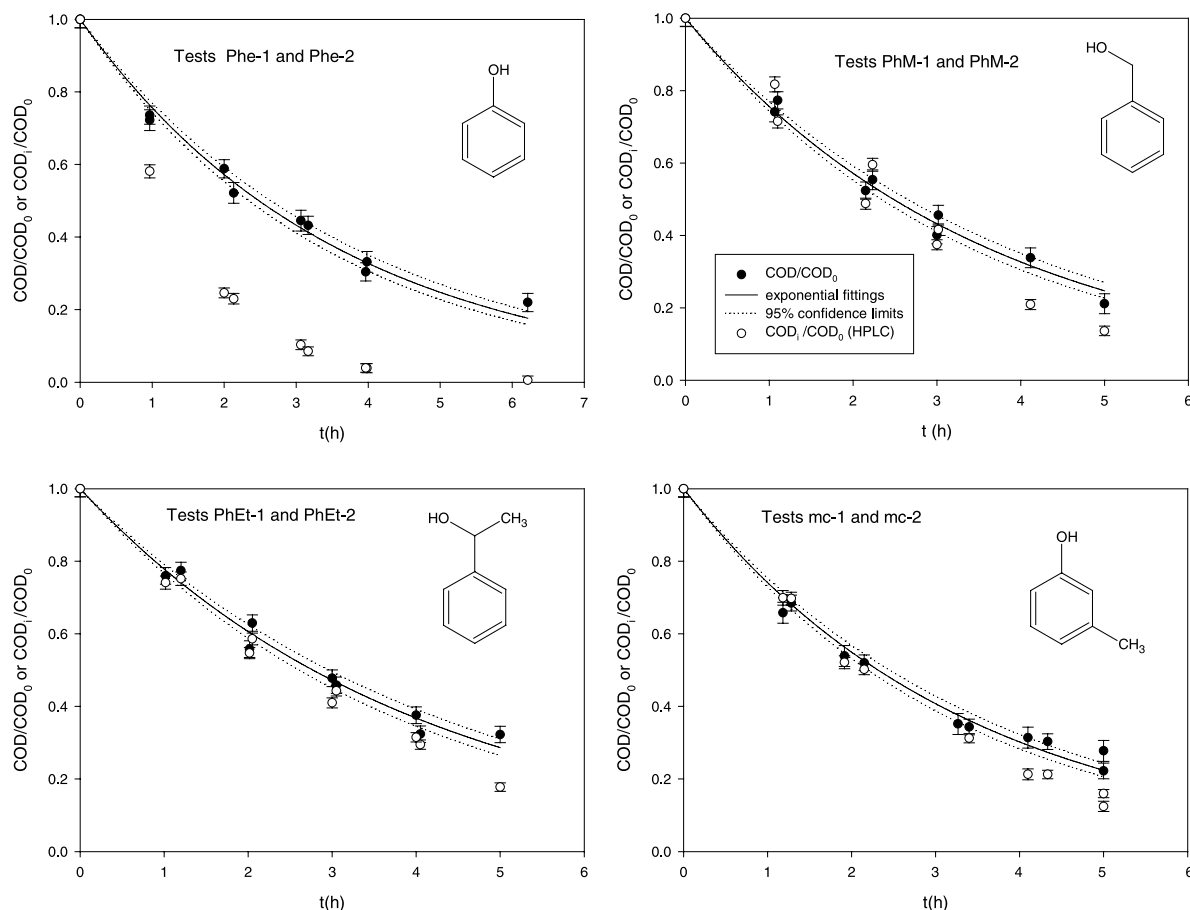 Tests Phe-1 and Phe-2
OH
COD/COD0 or CODi/COD0
1.0
0.8
0.6
0.4
0.2
0.0
0 1 2 3 4 5 6 7
t(h)
Tests PhM-1 and PhM-2
HO
COD/COD0 or CODi/COD0
1.0
0.8
0.6
0.4
0.2
0.0
COD/COD0
exponential fittings
95% confidence limits
CODi/COD0 (HPLC)
0 1 2 3 4 5 6
t (h)
Tests PhEt-1 and PhEt-2
HO CH3
COD/COD0 or CODi/COD0
1.0
0.8
0.6
0.4
0.2
0.0
0 1 2 3 4 5 6
t(h)
Tests mc-1 and mc-2
OH
CH3
COD/COD0 or CODi/COD0
1.0
0.8
0.6
0.4
0.2
0.0
0 1 2 3 4 5 6
t(h)